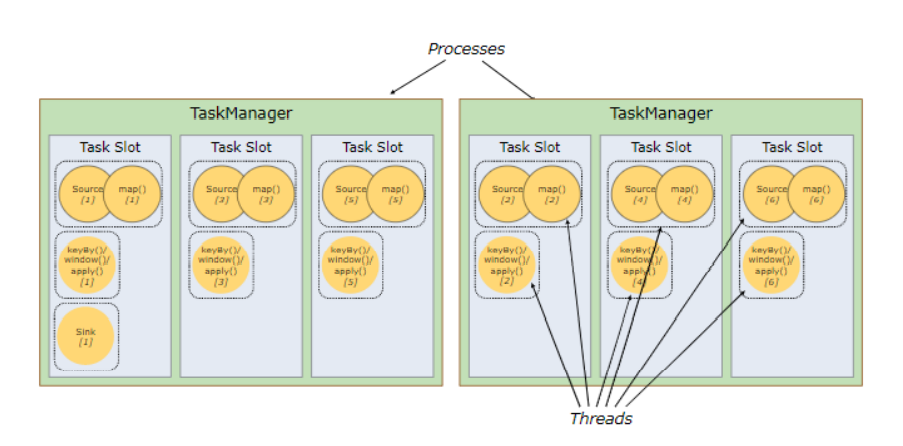 Processes
TaskManager
Task Slot
Source
[1]
map()
[1]
keyBy()/
window()/
apply()
[1]
Sink
[1]
Task Slot
Source
[3]
map()
[3]
keyBy()/
window()/
apply()
[3]
Task Slot
Source
[5]
map()
[5]
keyBy()/
window()/
apply()
[5]
TaskManager
Task Slot
Source
[2]
map()
[2]
keyBy()/
window()/
apply()
[2]
Task Slot
Source
[4]
map()
[4]
keyBy()/
window()/
apply()
[4]
Task Slot
Source
[6]
map()
[6]
keyBy()/
window()/
apply()
[6]
Threads